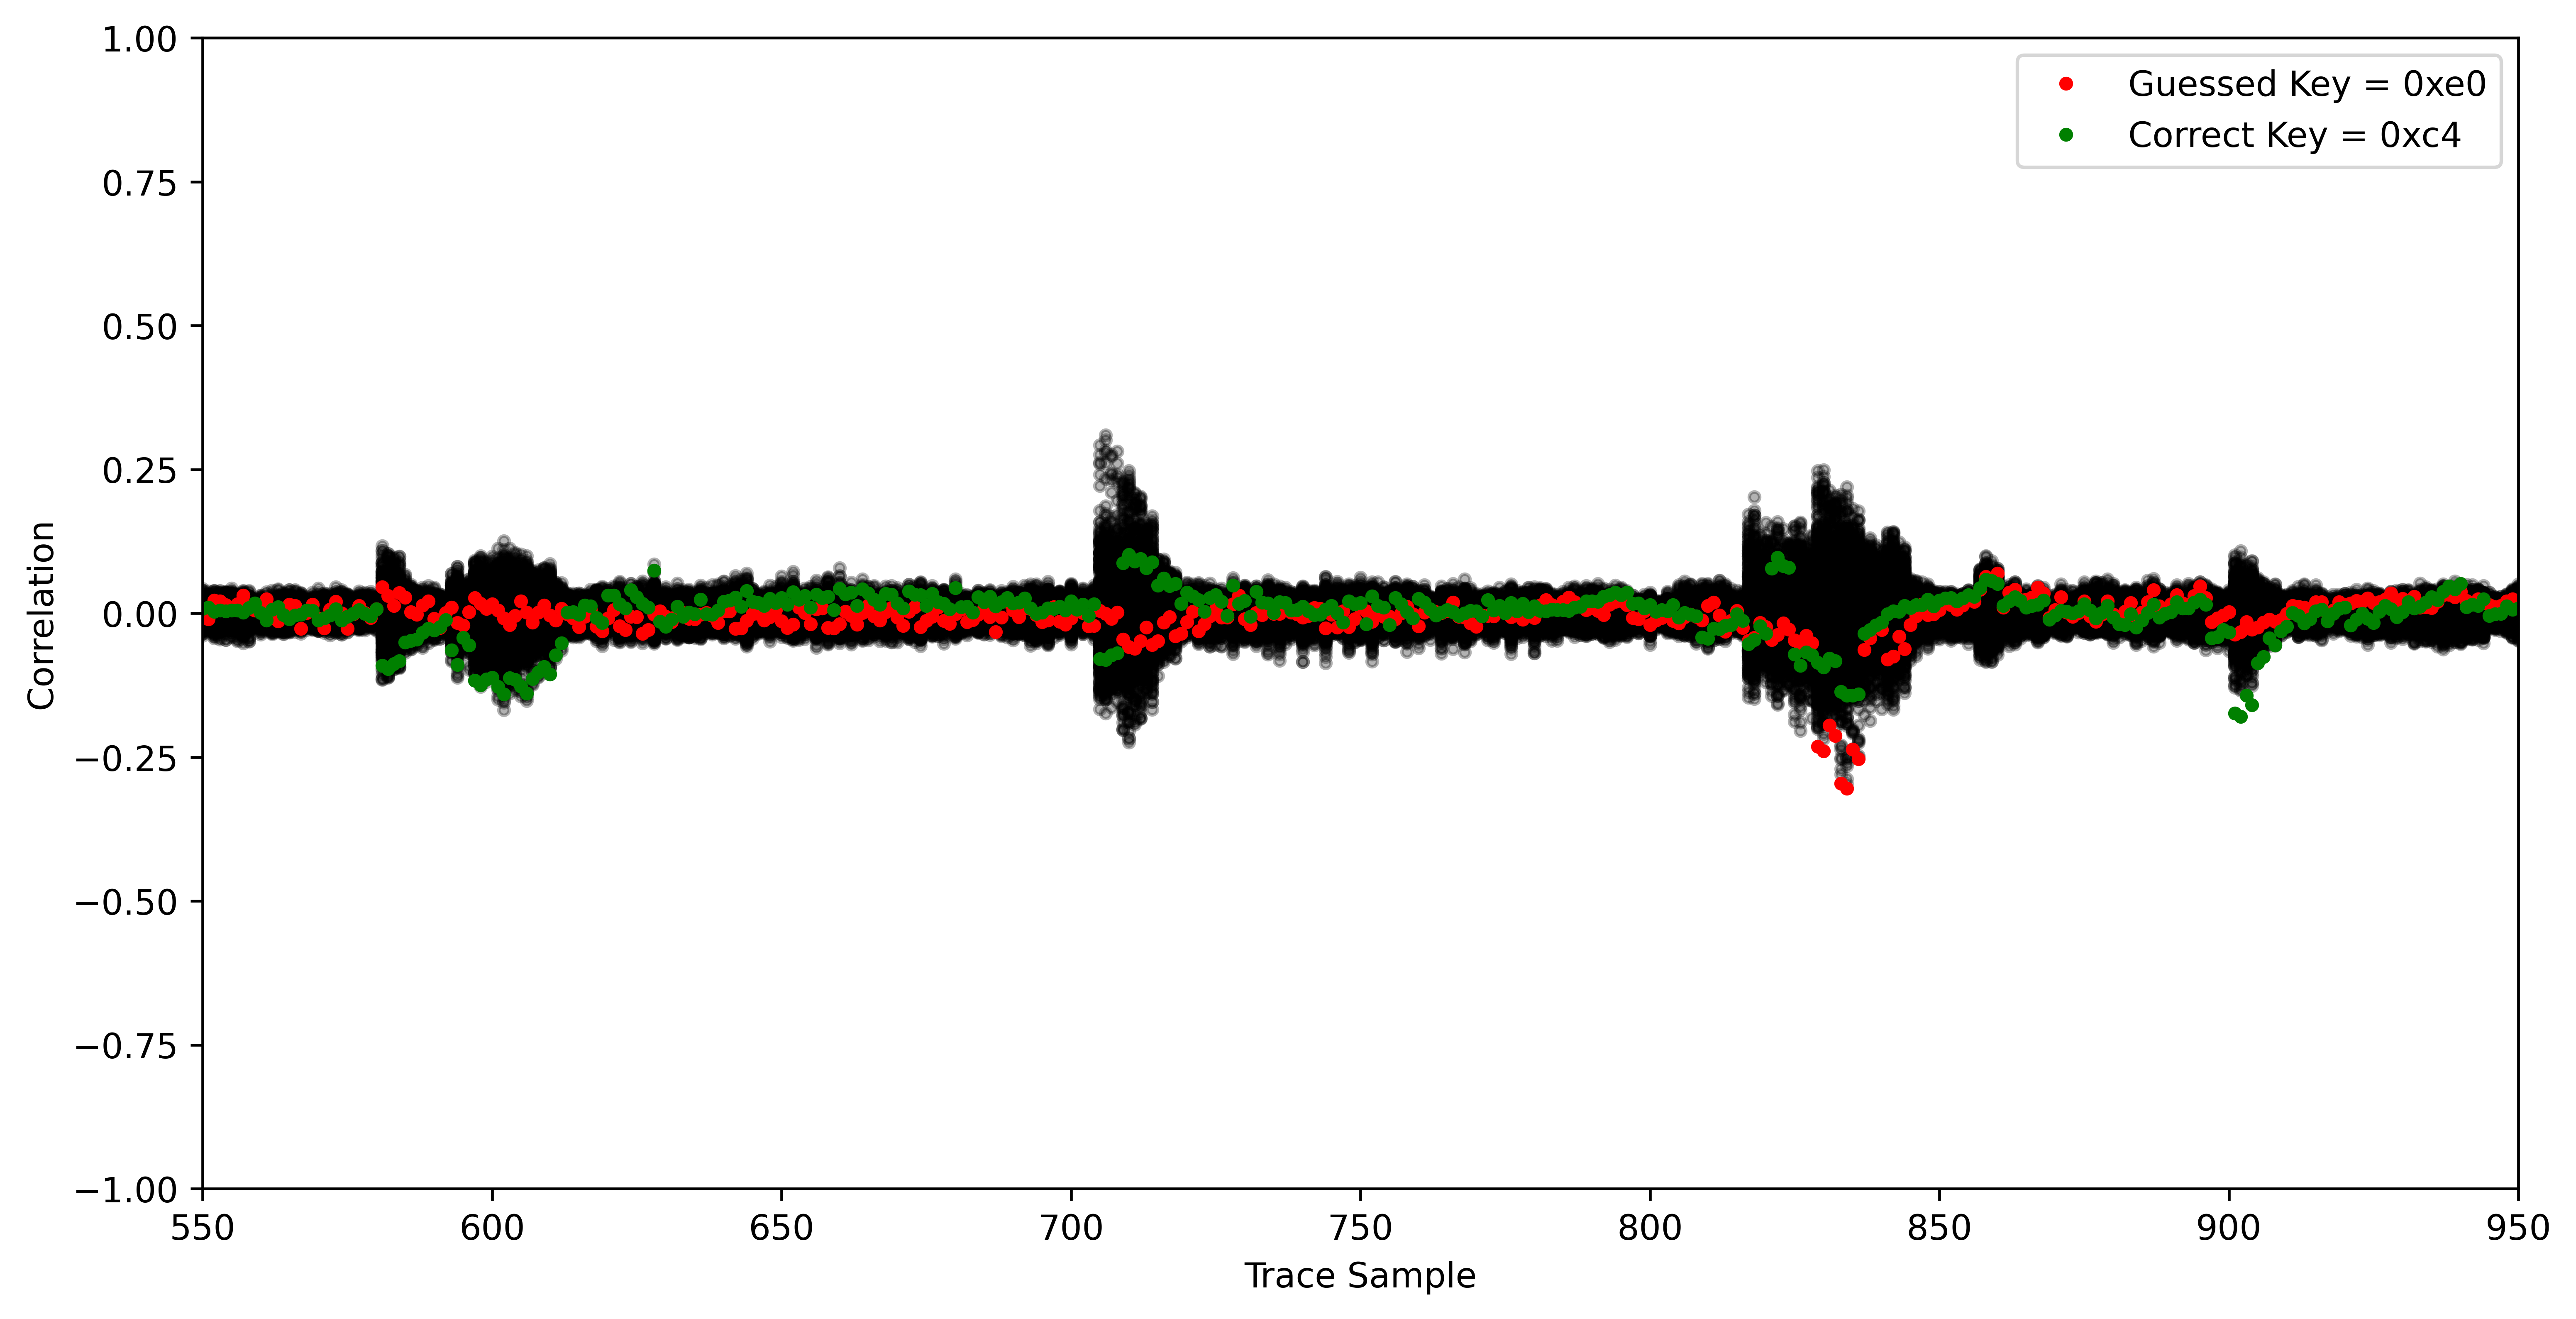 1.00
0.75
0.50
0.25
0.00
−0.25
−0.50
−0.75
−1.00
Correlation
Guessed Key = 0xe0
Correct Key = 0xc4
550 600 650 700 750 800 850 900 950
Trace Sample